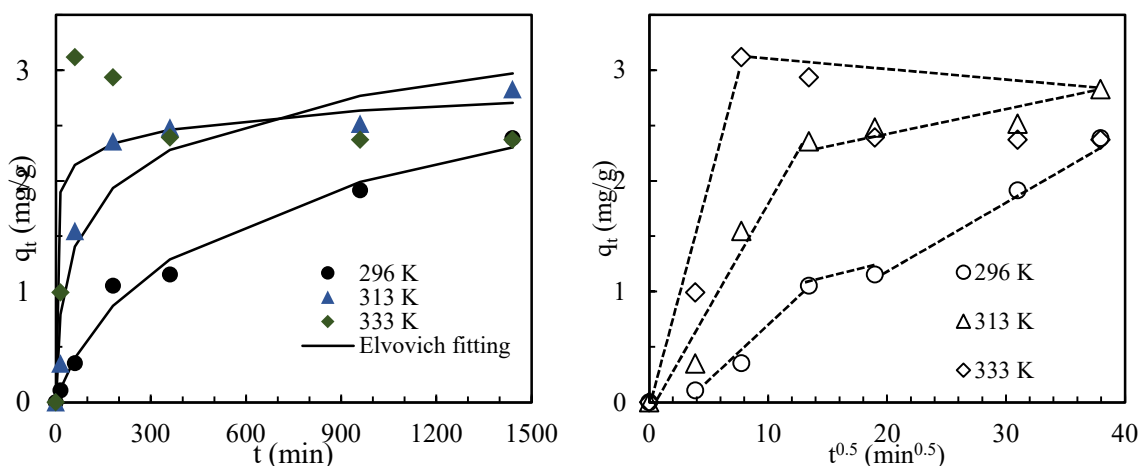 3
2
1
0
q_t (mg/g)
296 K
313 K
333 K
Elvovich fitting
0 300 600 900 1200 1500
t (min)
3
2
1
0
q_t (mg/g)
296 K
313 K
333 K
0 10 20 30 40
t^0.5 (min^0.5)